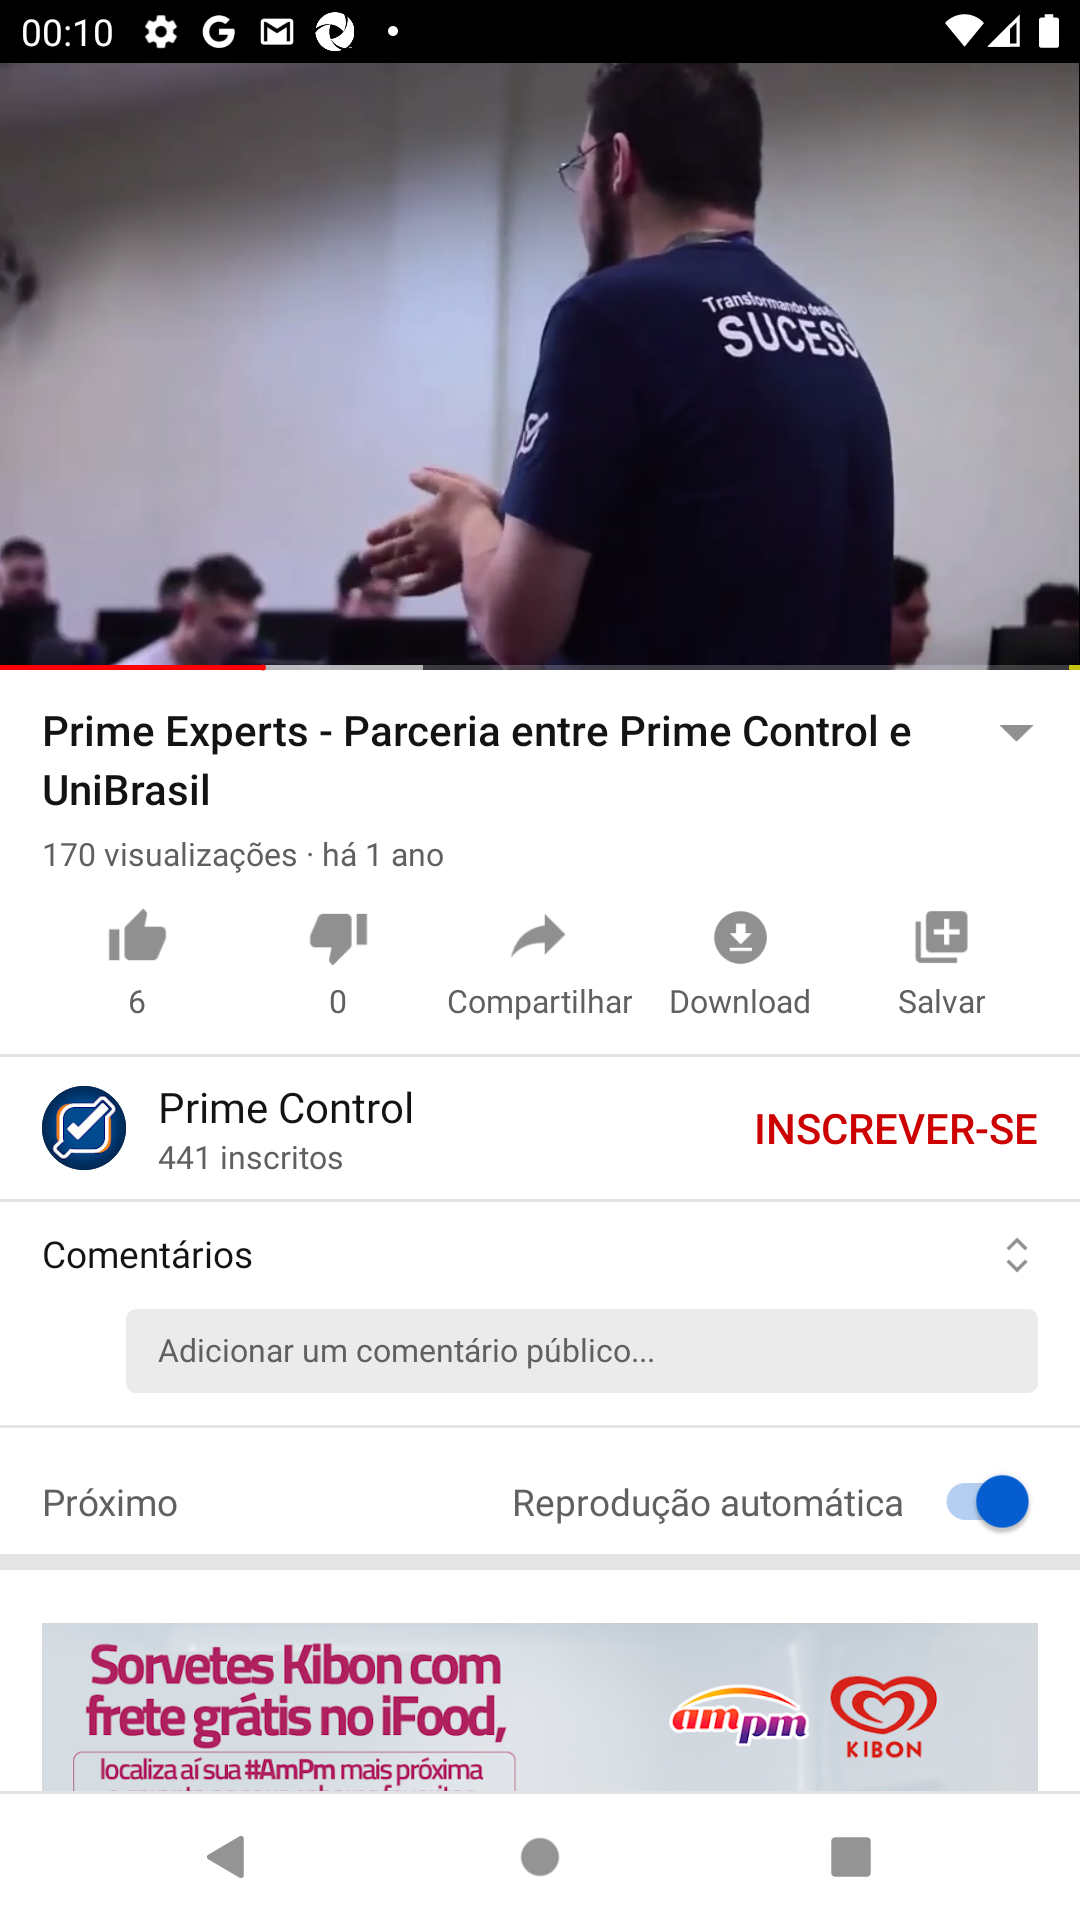 00:10
Transformando
SUCESS
Prime Experts - Parceria entre Prime Control e
UniBrasil
170 visualizações · há 1 ano
6 0 Compartilhar Download Salvar
Prime Control
441 inscritos
INSCREVER-SE
Comentários
Adicionar um comentário público...
Próximo Reprodução automática
Sorvetes Kibon com
frete grátis no iFood,
localiza aí sua #AmPm mais próxima
ampm
KIBON